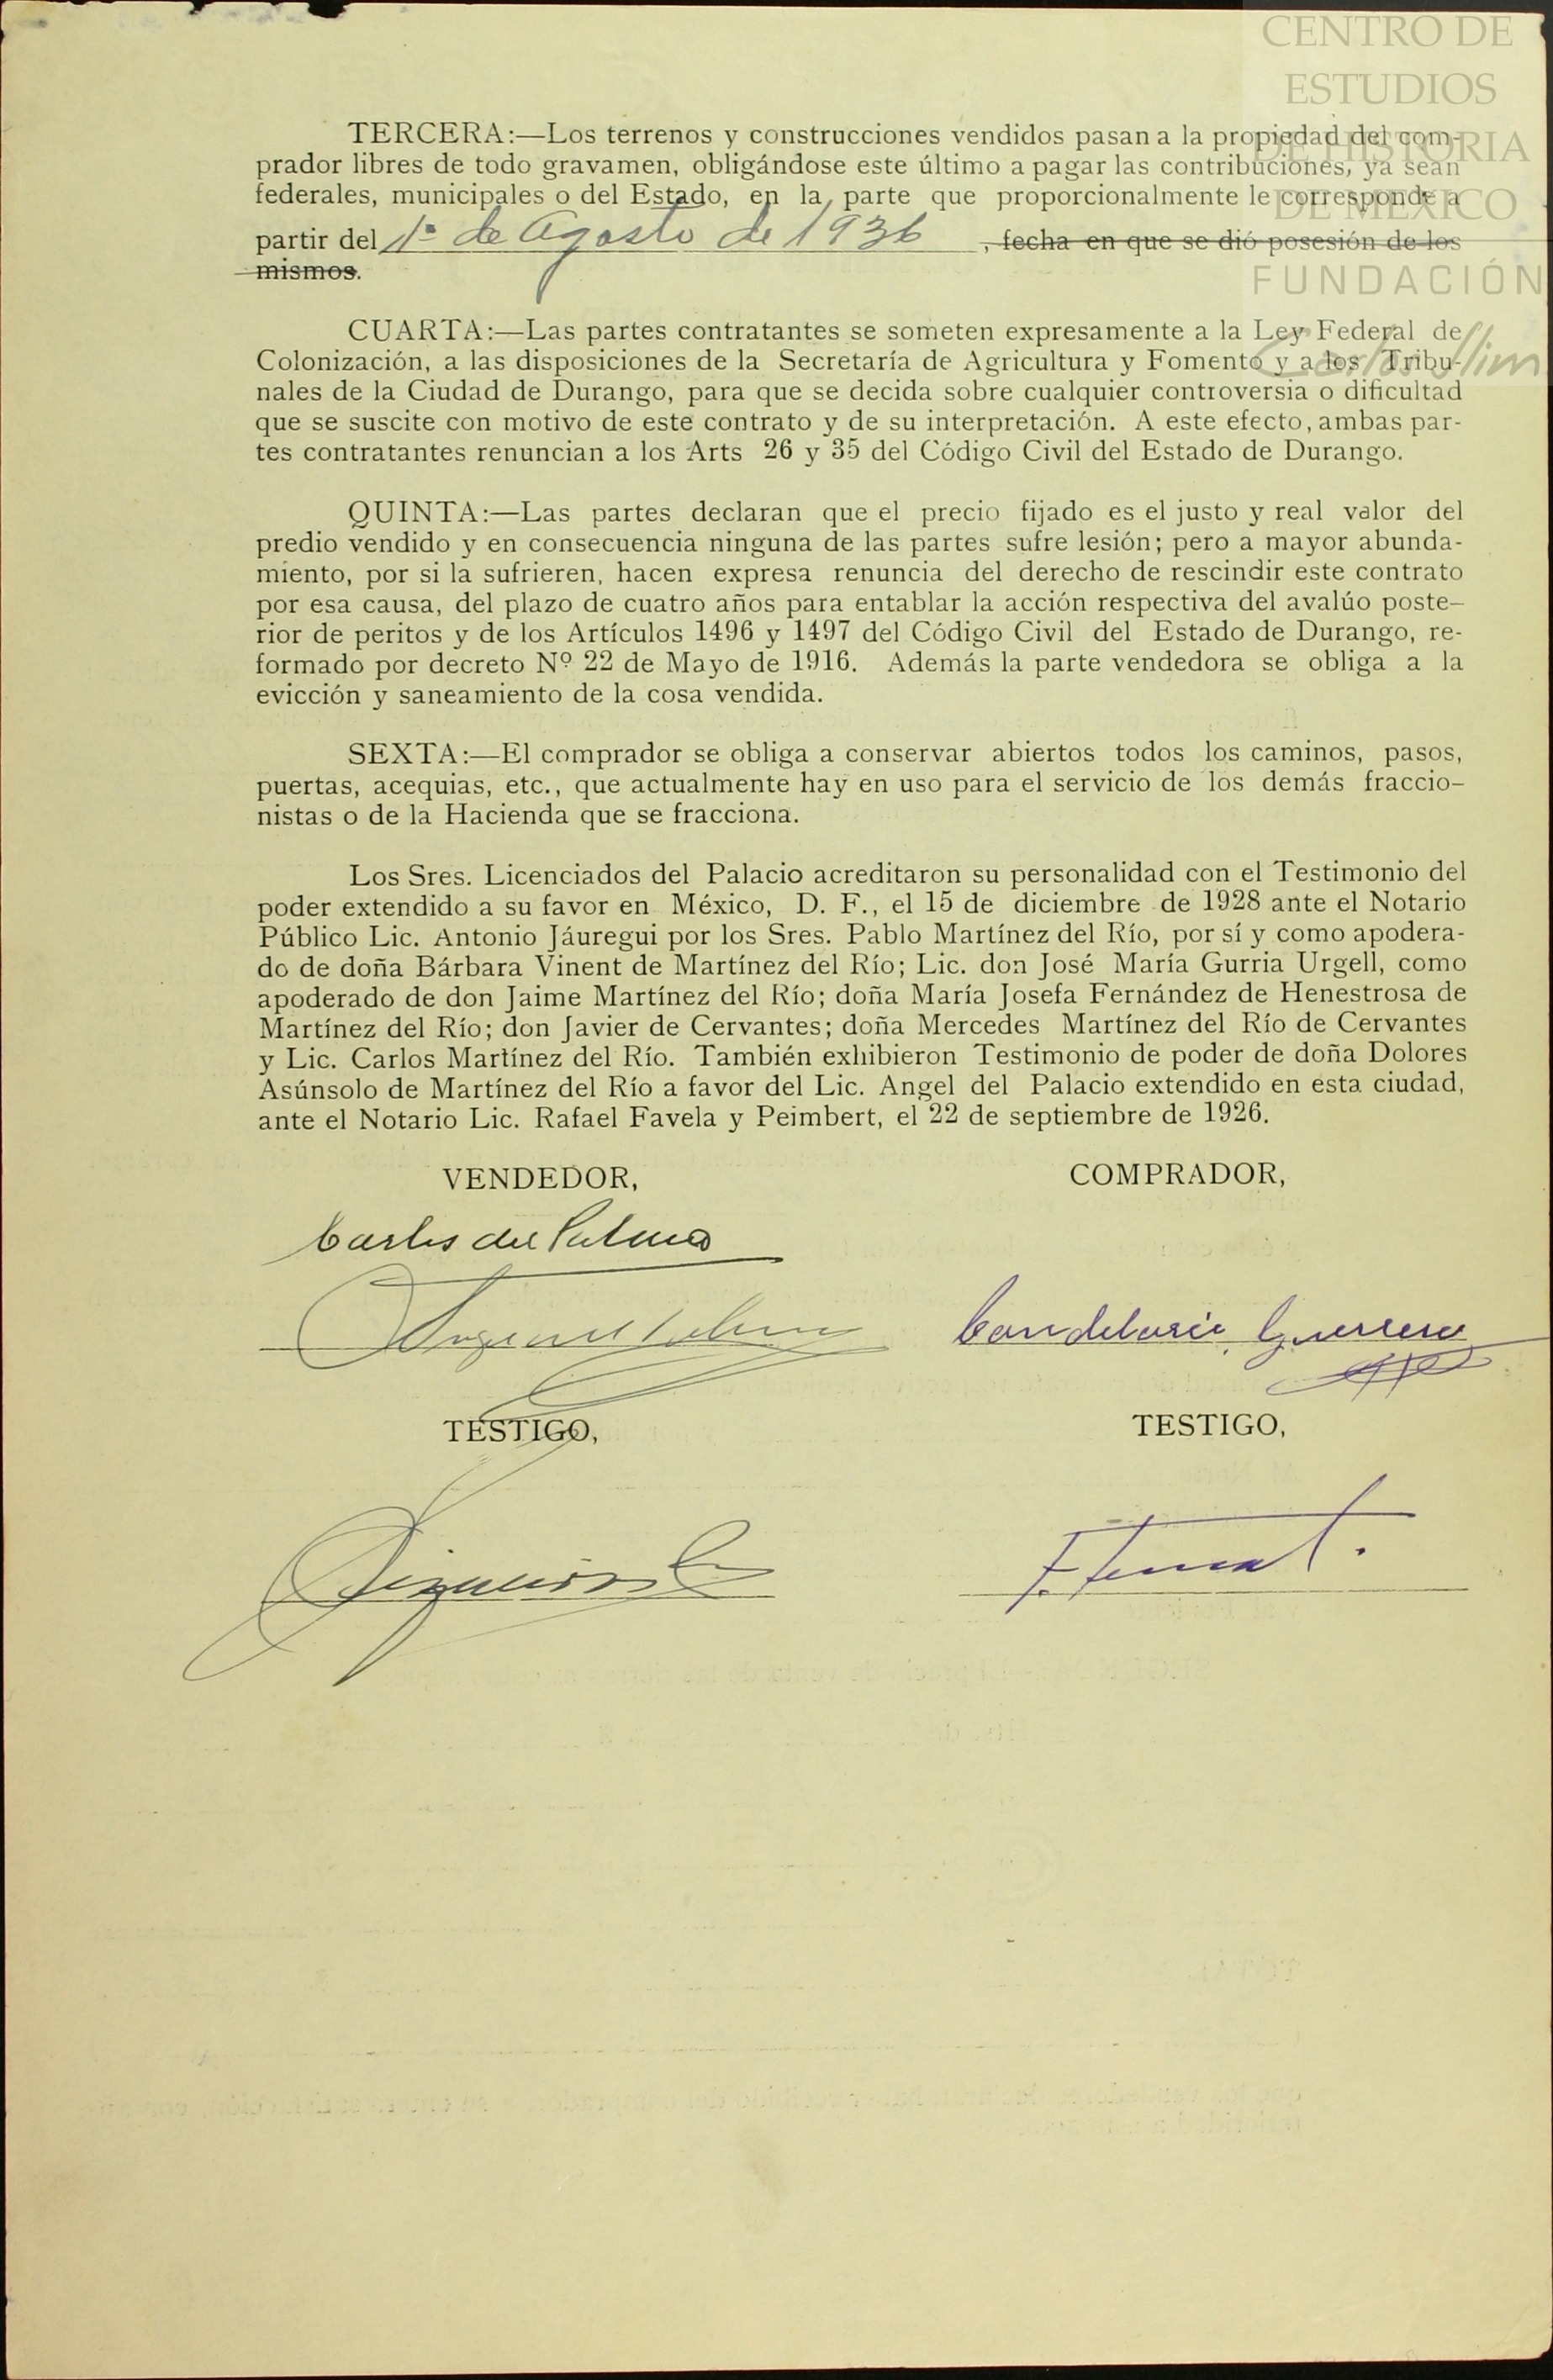 CENTRO DE
ESTUDIOS
DE HISTORIA
DE MEXICO
FUNDACIÓN
Carlos Slim
TERCERA:—Los terrenos y construcciones vendidos pasan a la propiedad del com-
prador libres de todo gravamen, obligándose este último a pagar las contribuciones, ya sean
federales, municipales o del Estado, en la parte que proporcionalmente le corresponde a
partir del 1º de Agosto de 1936, fecha en que se dió posesión de los
mismos.
CUARTA:—Las partes contratantes se someten expresamente a la Ley Federal de
Colonización, a las disposiciones de la Secretaría de Agricultura y Fomento y a los Tribu-
nales de la Ciudad de Durango, para que se decida sobre cualquier controversia o dificultad
que se suscite con motivo de este contrato y de su interpretación. A este efecto, ambas par-
tes contratantes renuncian a los Arts 26 y 35 del Código Civil del Estado de Durango.
QUINTA:—Las partes declaran que el precio fijado es el justo y real valor del
predio vendido y en consecuencia ninguna de las partes sufre lesión; pero a mayor abunda-
miento, por si la sufrieren, hacen expresa renuncia del derecho de rescindir este contrato
por esa causa, del plazo de cuatro años para entablar la acción respectiva del avalúo poste-
rior de peritos y de los Artículos 1496 y 1497 del Código Civil del Estado de Durango, re-
formado por decreto Nº 22 de Mayo de 1916. Además la parte vendedora se obliga a la
evicción y saneamiento de la cosa vendida.
SEXTA:—El comprador se obliga a conservar abiertos todos los caminos, pasos,
puertas, acequias, etc., que actualmente hay en uso para el servicio de los demás fraccio-
nistas o de la Hacienda que se fracciona.
Los Sres. Licenciados del Palacio acreditaron su personalidad con el Testimonio del
poder extendido a su favor en México, D. F., el 15 de diciembre de 1928 ante el Notario
Público Lic. Antonio Jáuregui por los Sres. Pablo Martínez del Río, por sí y como apodera-
do de doña Bárbara Vinent de Martínez del Río; Lic. don José María Gurria Urgell, como
apoderado de don Jaime Martínez del Río; doña María Josefa Fernández de Henestrosa de
Martínez del Río; don Javier de Cervantes; doña Mercedes Martínez del Río de Cervantes
y Lic. Carlos Martínez del Río. También exhibieron Testimonio de poder de doña Dolores
Asúnsolo de Martínez del Río a favor del Lic. Angel del Palacio extendido en esta ciudad,
ante el Notario Lic. Rafael Favela y Peimbert, el 22 de septiembre de 1926.
VENDEDOR,
COMPRADOR,
Carlos del Palacio
Angel del Palacio
Candelario Guerrero
TESTIGO,
TESTIGO,